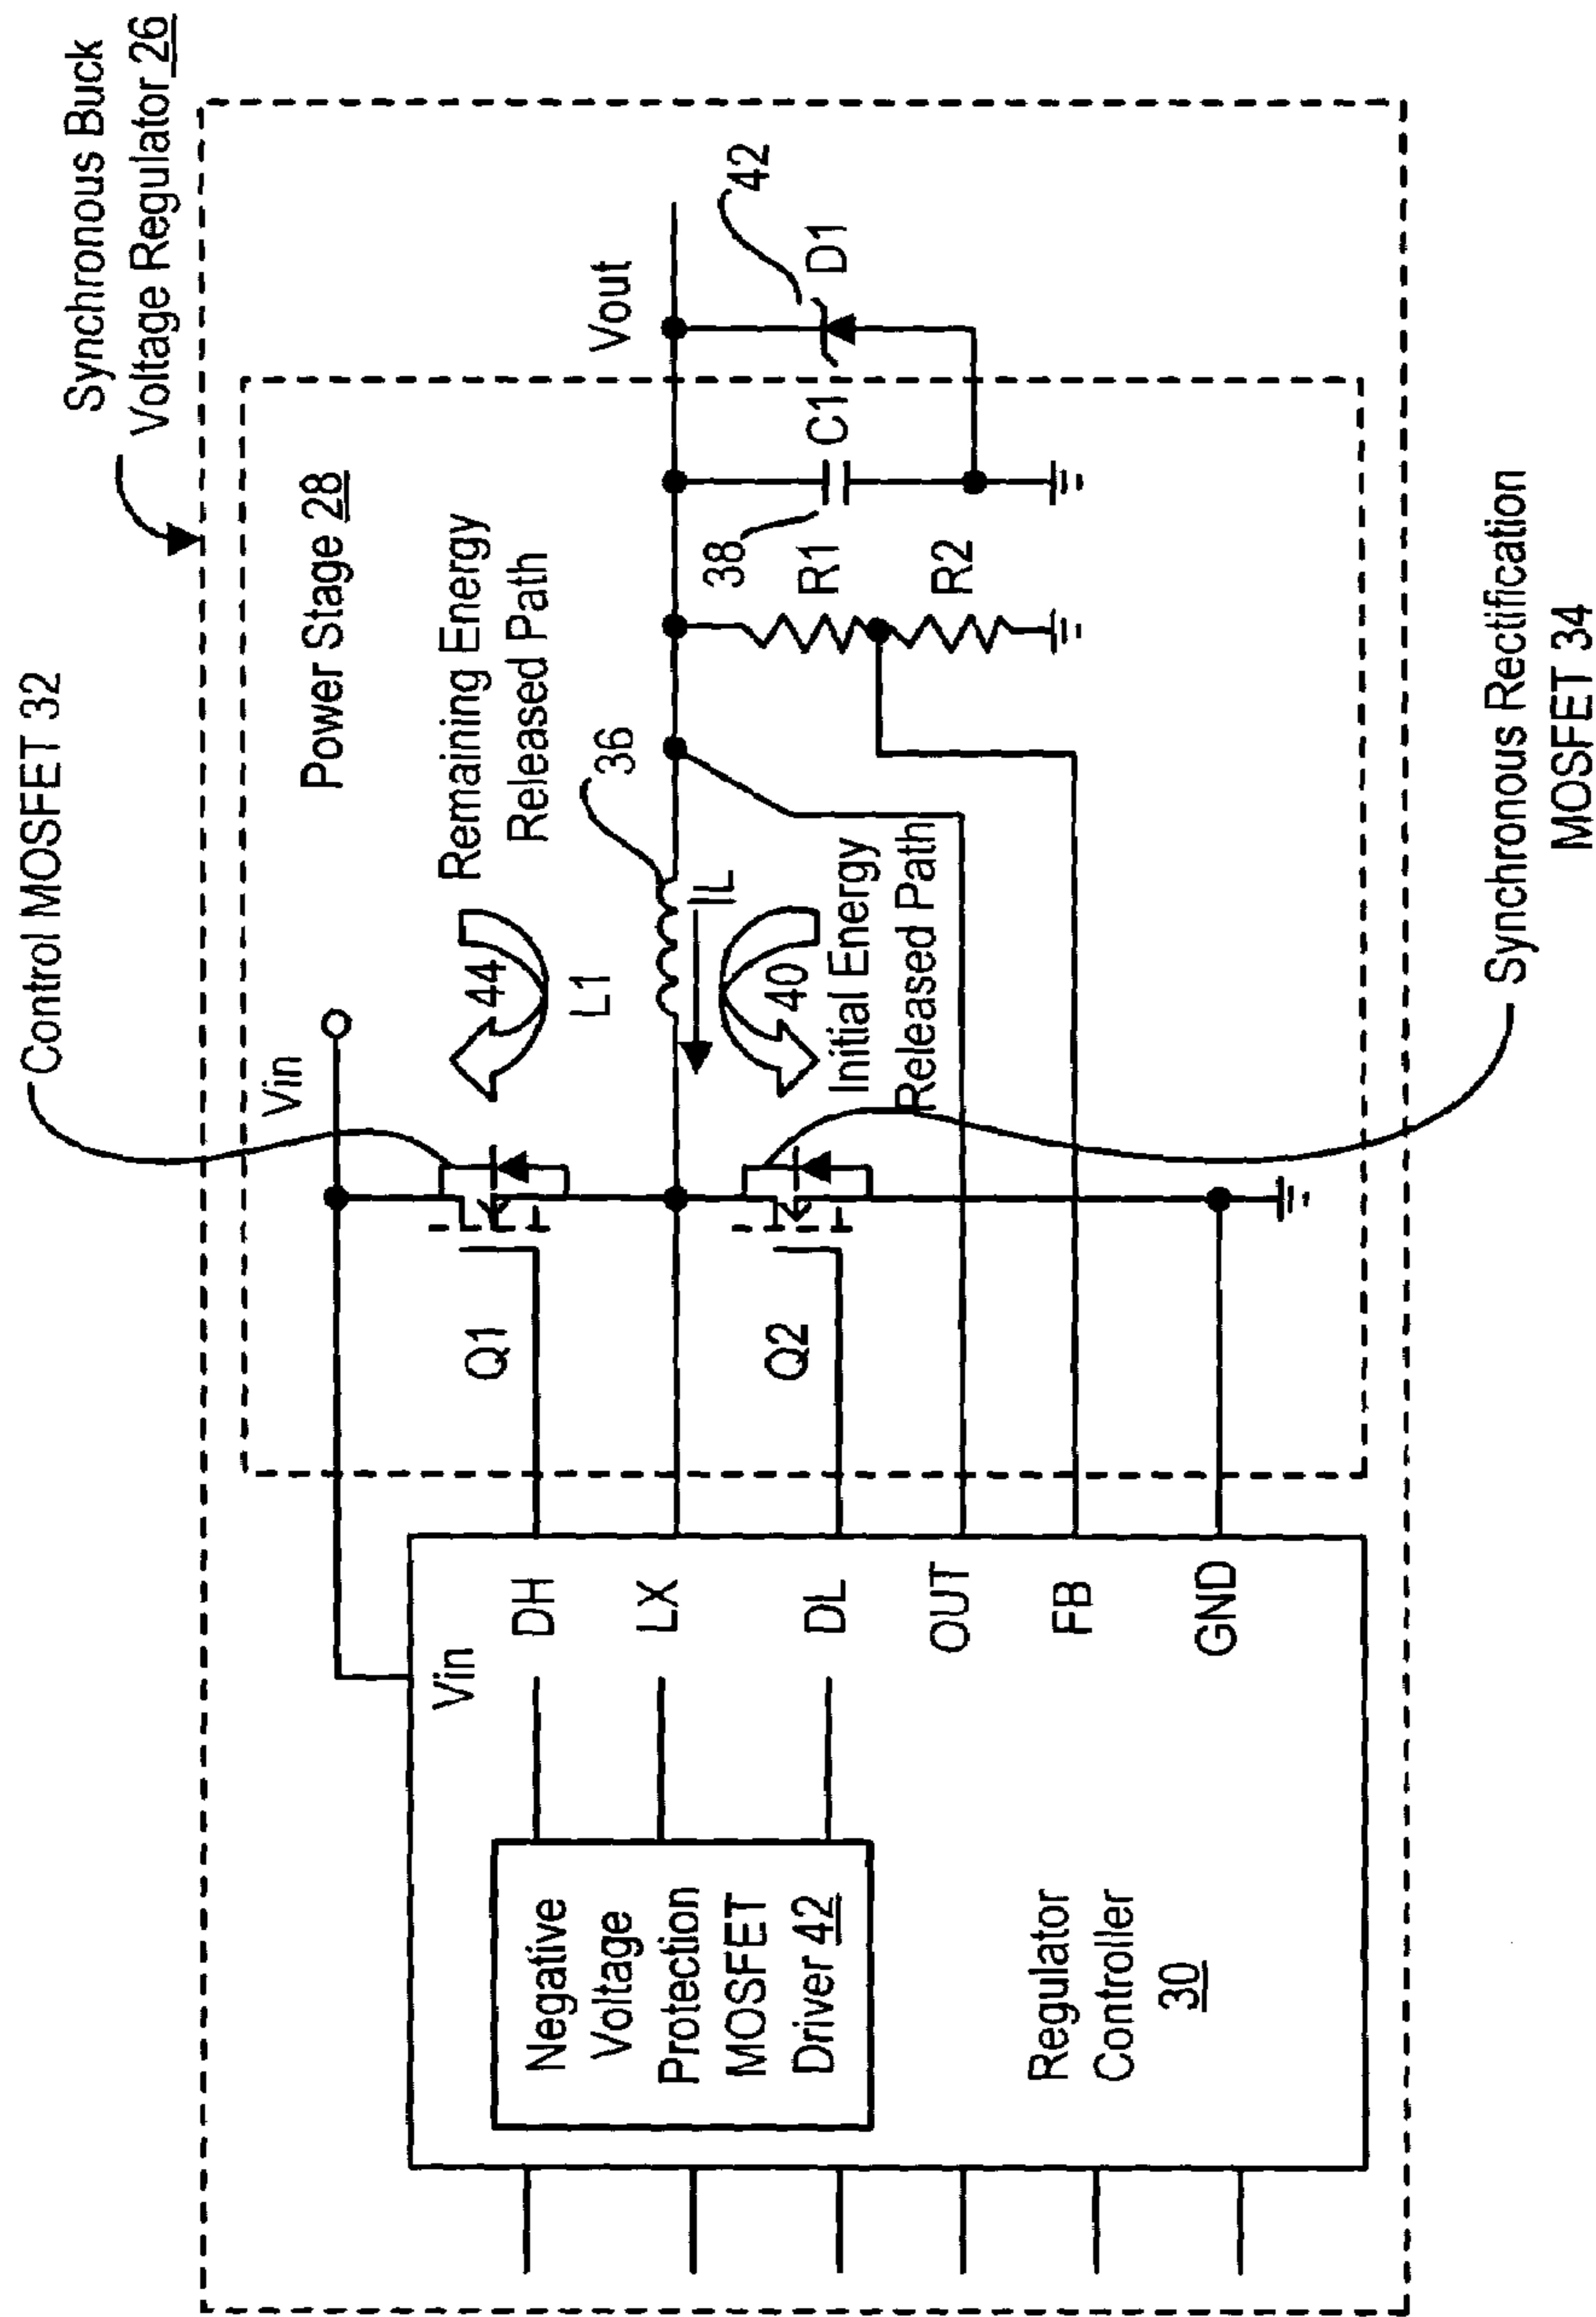 Synchronous Buck
Voltage Regulator 26
Control MOSFET 32
Power Stage 28
Vin
Remaining Energy
Released Path
44
L1
36
IL
40
Initial Energy
Released Path
Vout
42
D1
C1
38
R1
R2
Q1
Q2
Vin
DH
LX
DL
OUT
FB
GND
Negative
Voltage
Protection
MOSFET
Driver 42
Regulator
Controller
30
Synchronous Rectification
MOSFET 34